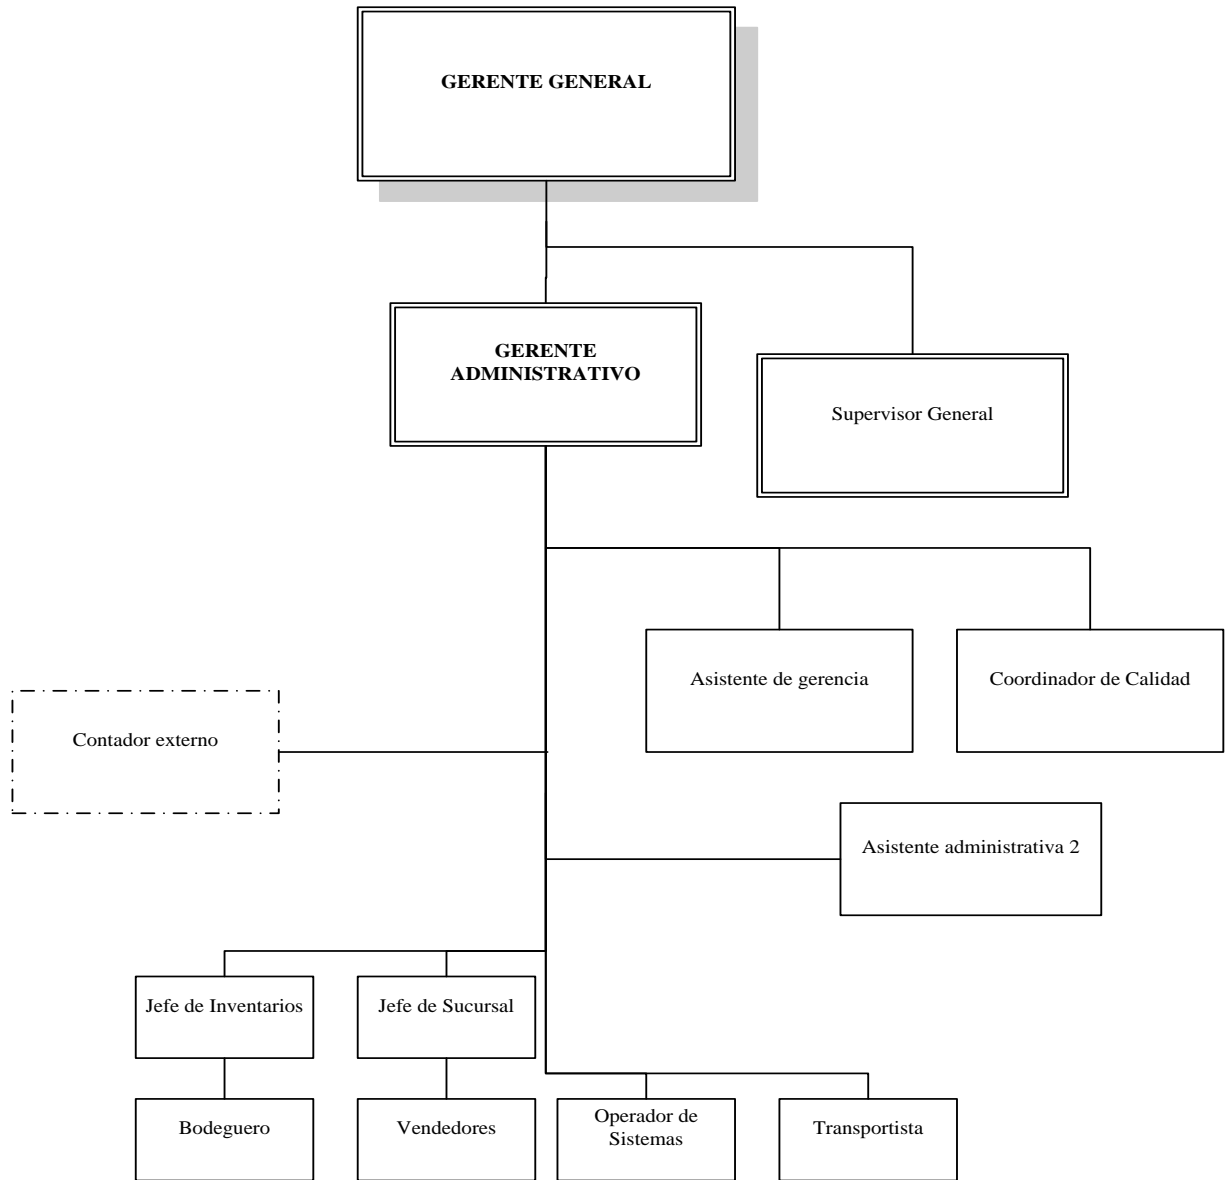 GERENTE GENERAL
GERENTE
ADMINISTRATIVO
Supervisor General
Asistente de gerencia
Coordinador de Calidad
Contador externo
Asistente administrativa 2
Jefe de Inventarios
Jefe de Sucursal
Bodeguero
Vendedores
Operador de
Sistemas
Transportista